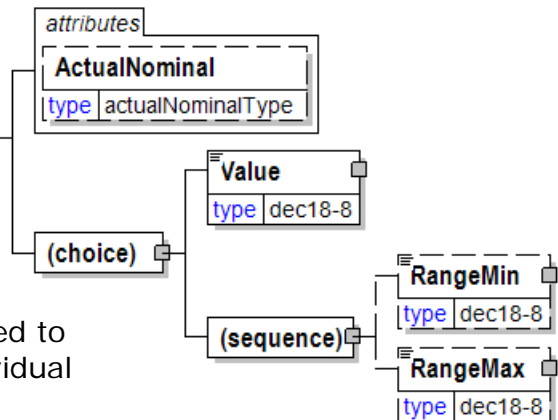 attributes
ActualNominal
type actualNominalType
Value
type dec18-8
(choice)
RangeMin
type dec18-8
(sequence)
RangeMax
type dec18-8
ed to
vidual